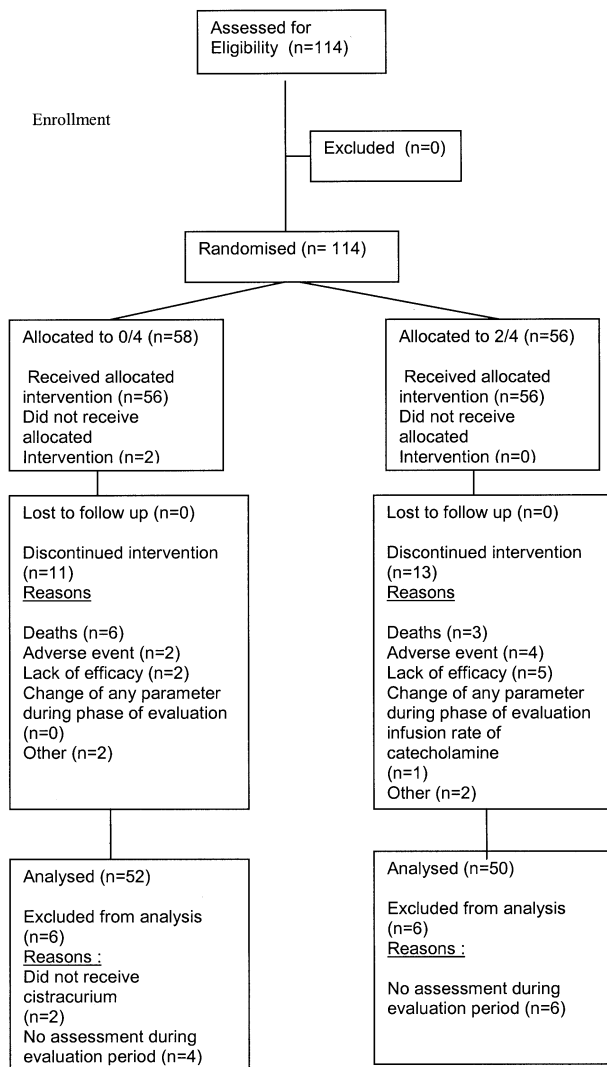 Assessed for
Eligibility (n=114)
Enrollment
Excluded (n=0)
Randomised (n= 114)
Allocated to 0/4 (n=58)
Received allocated
intervention (n=56)
Did not receive
allocated
Intervention (n=2)
Allocated to 2/4 (n=56)
Received allocated
intervention (n=56)
Did not receive
allocated
Intervention (n=0)
Lost to follow up (n=0)
Discontinued intervention
(n=11)
Reasons
Deaths (n=6)
Adverse event (n=2)
Lack of efficacy (n=2)
Change of any parameter
during phase of evaluation
(n=0)
Other (n=2)
Lost to follow up (n=0)
Discontinued intervention
(n=13)
Reasons
Deaths (n=3)
Adverse event (n=4)
Lack of efficacy (n=5)
Change of any parameter
during phase of evaluation
infusion rate of
catecholamine
(n=1)
Other (n=2)
Analysed (n=52)
Excluded from analysis
(n=6)
Reasons :
Did not receive
cistracurium
(n=2)
No assessment during
evaluation period (n=4)
Analysed (n=50)
Excluded from analysis
(n=6)
Reasons :
No assessment during
evaluation period (n=6)